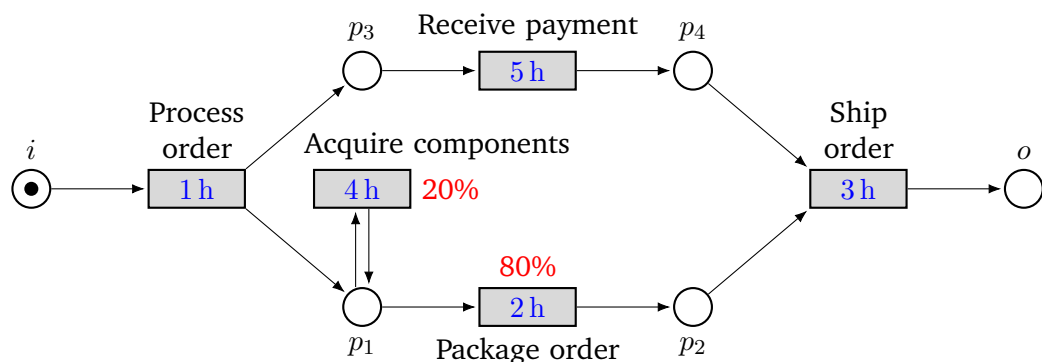 p₃
Receive payment
p₄
5 h
Process
order
Ship
order
Acquire components
i
o
1 h
4 h
20%
3 h
80%
2 h
p₁
Package order
p₂